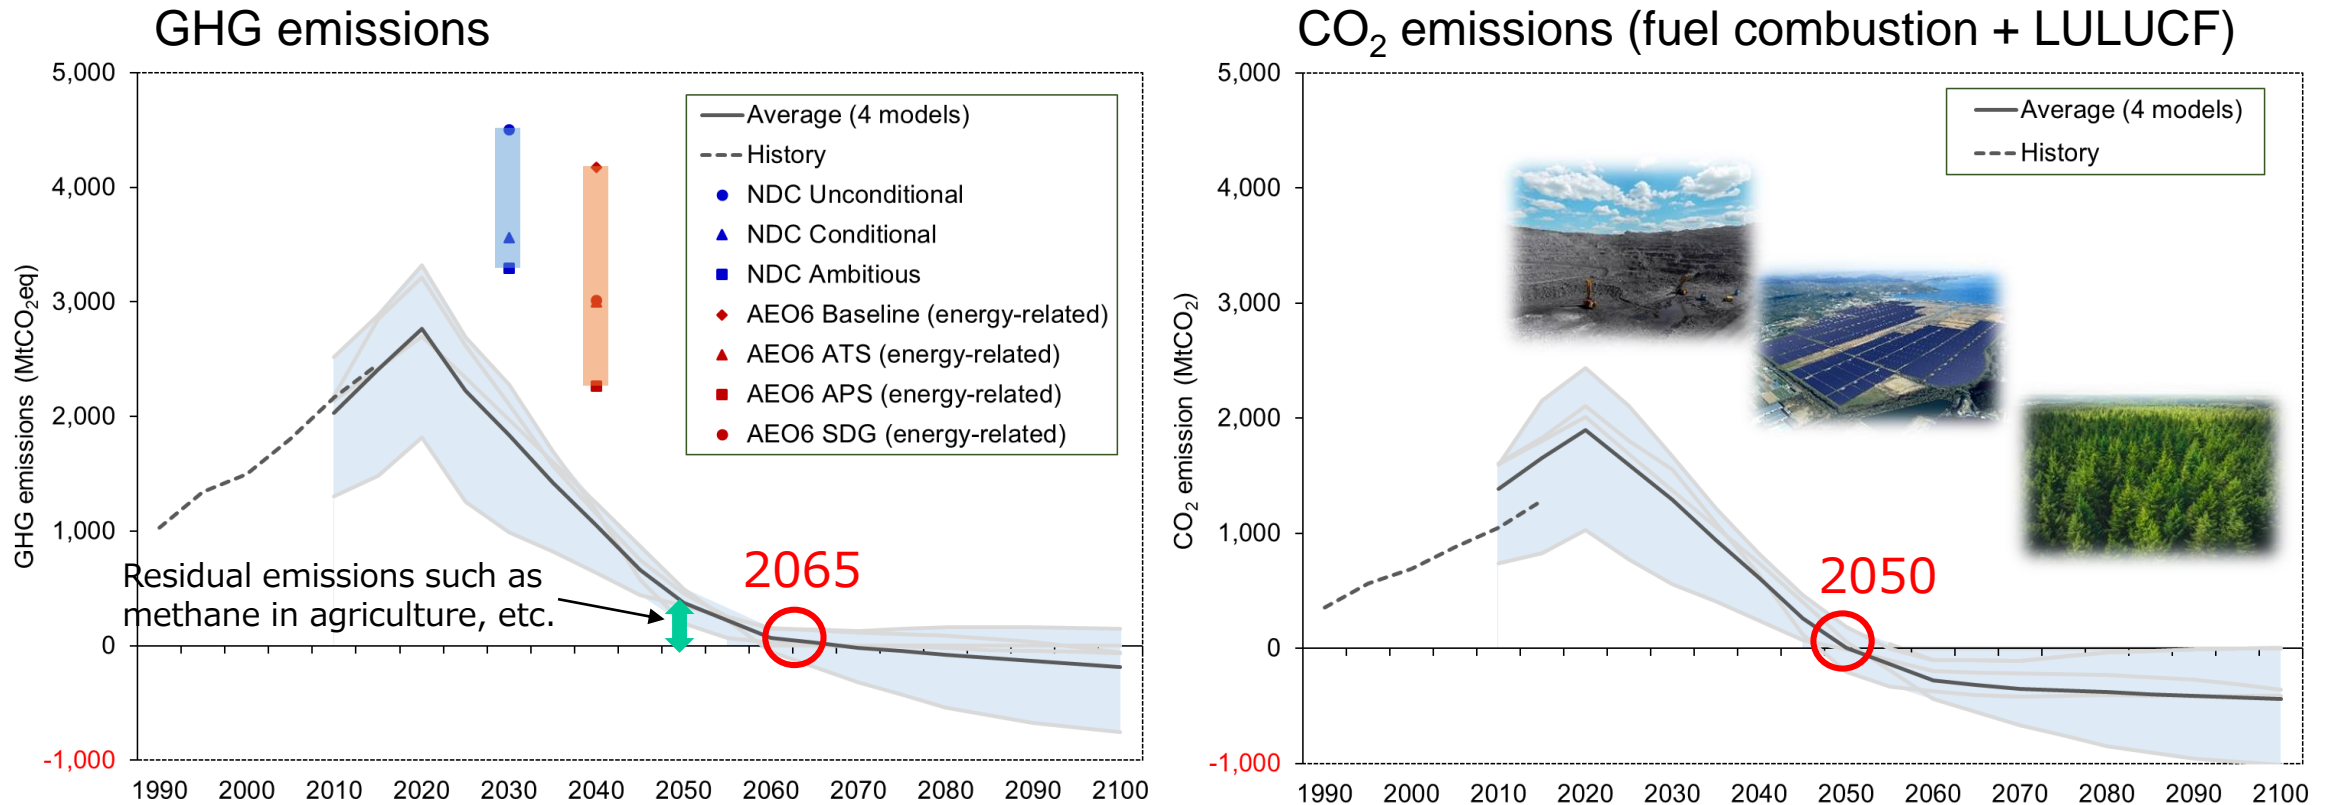 GHG emissions
5,000
4,000
3,000
2,000
1,000
0
-1,000
GHG emissions (MtCO₂eq)
Average (4 models)
History
NDC Unconditional
NDC Conditional
NDC Ambitious
AEO6 Baseline (energy-related)
AEO6 ATS (energy-related)
AEO6 APS (energy-related)
AEO6 SDG (energy-related)
Residual emissions such as
methane in agriculture, etc.
2065
1990 2000 2010 2020 2030 2040 2050 2060 2070 2080 2090 2100
CO₂ emissions (fuel combustion + LULUCF)
5,000
4,000
3,000
2,000
1,000
0
-1,000
CO₂ emission (MtCO₂)
Average (4 models)
History
2050
1990 2000 2010 2020 2030 2040 2050 2060 2070 2080 2090 2100